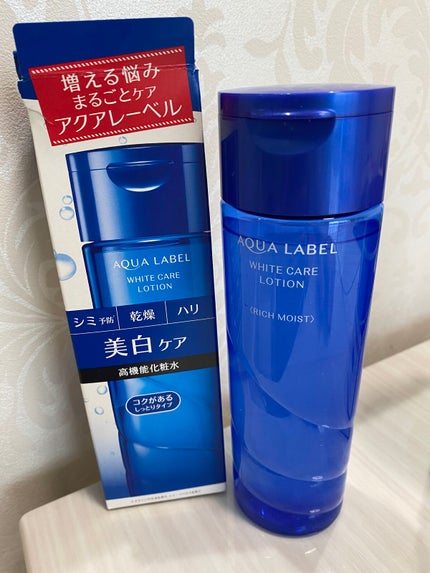 増える悩み
まるごとケア
アクアレーベル
AQUA LABEL
WHITE CARE
LOTION
シミ予防
乾燥
ハリ
美白ケア
高機能化粧水
コクがある
しっとりタイプ
AQUA LABEL
WHITE CARE
LOTION
〈RICH MOIST〉